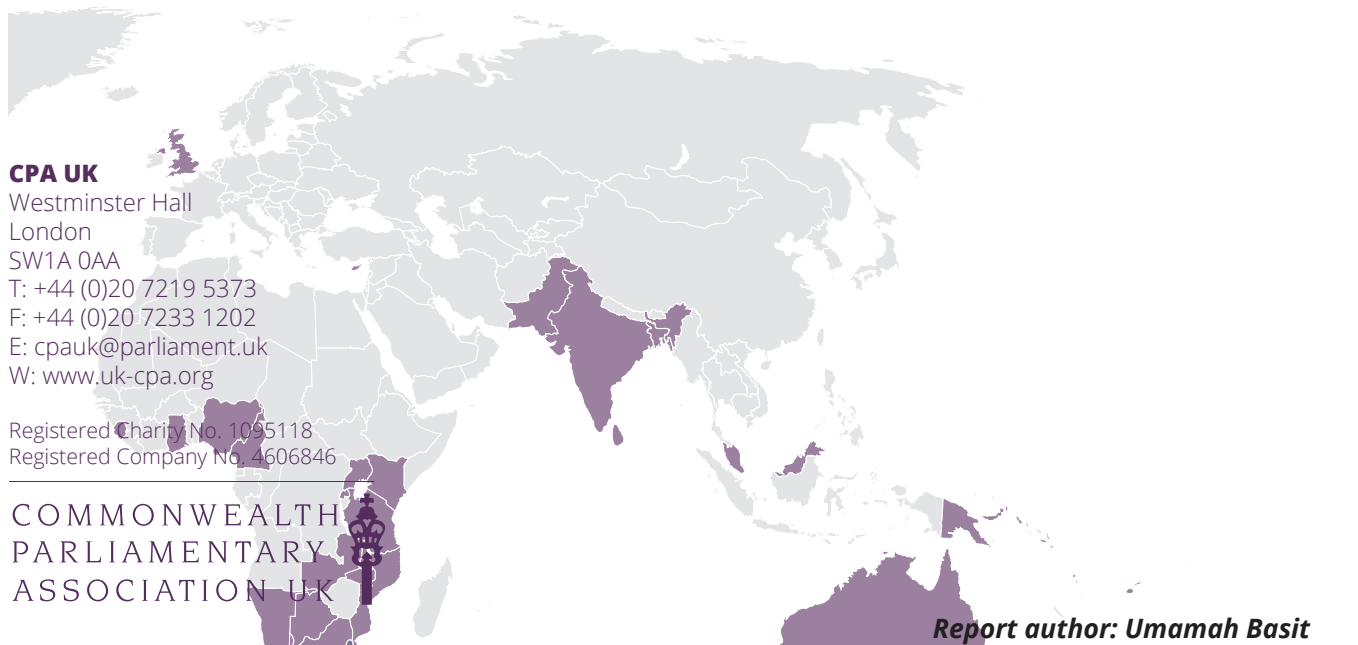 CPA UK
Westminster Hall
London
SW1A 0AA
T: +44 (0)20 7219 5373
F: +44 (0)20 7233 1202
E: cpauk@parliament.uk
W: www.uk-cpa.org
Registered Charity No. 1095118
Registered Company No. 4606846
COMMONWEALTH
PARLIAMENTARY
ASSOCIATION UK
Report author: Umamah Basit